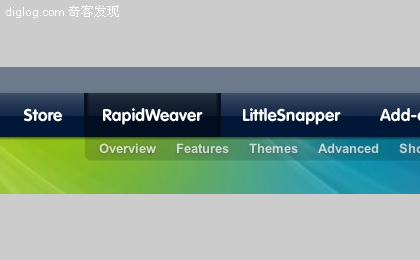 diglog.com 奇客发现
Store RapidWeaver LittleSnapper
Overview Features Themes Advanced